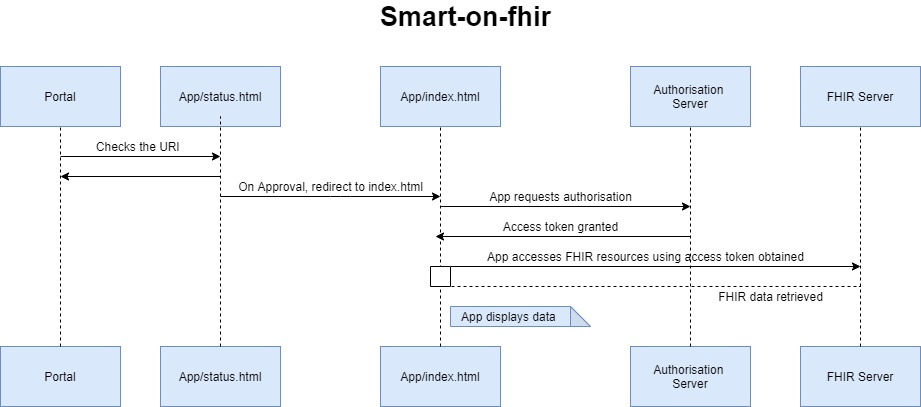 Smart-on-fhir
Portal
App/status.html
App/index.html
Authorisation
Server
FHIR Server
Checks the URI
On Approval, redirect to index.html
App requests authorisation
Access token granted
App accesses FHIR resources using access token obtained
FHIR data retrieved
App displays data
Portal
App/status.html
App/index.html
Authorisation
Server
FHIR Server